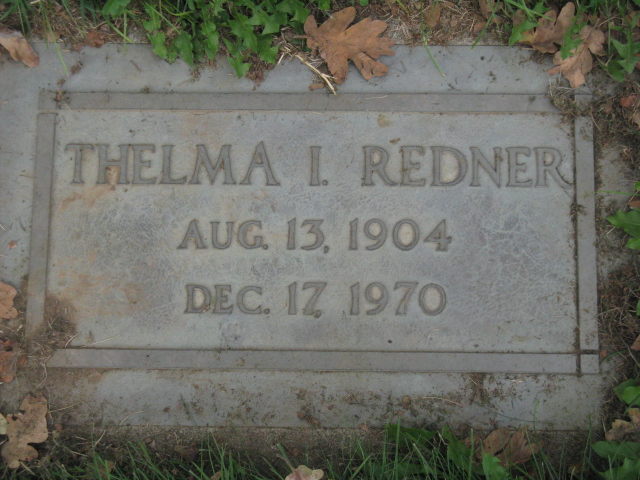 THELMA I. REDNER
AUG. 13, 1904
DEC. 17, 1970